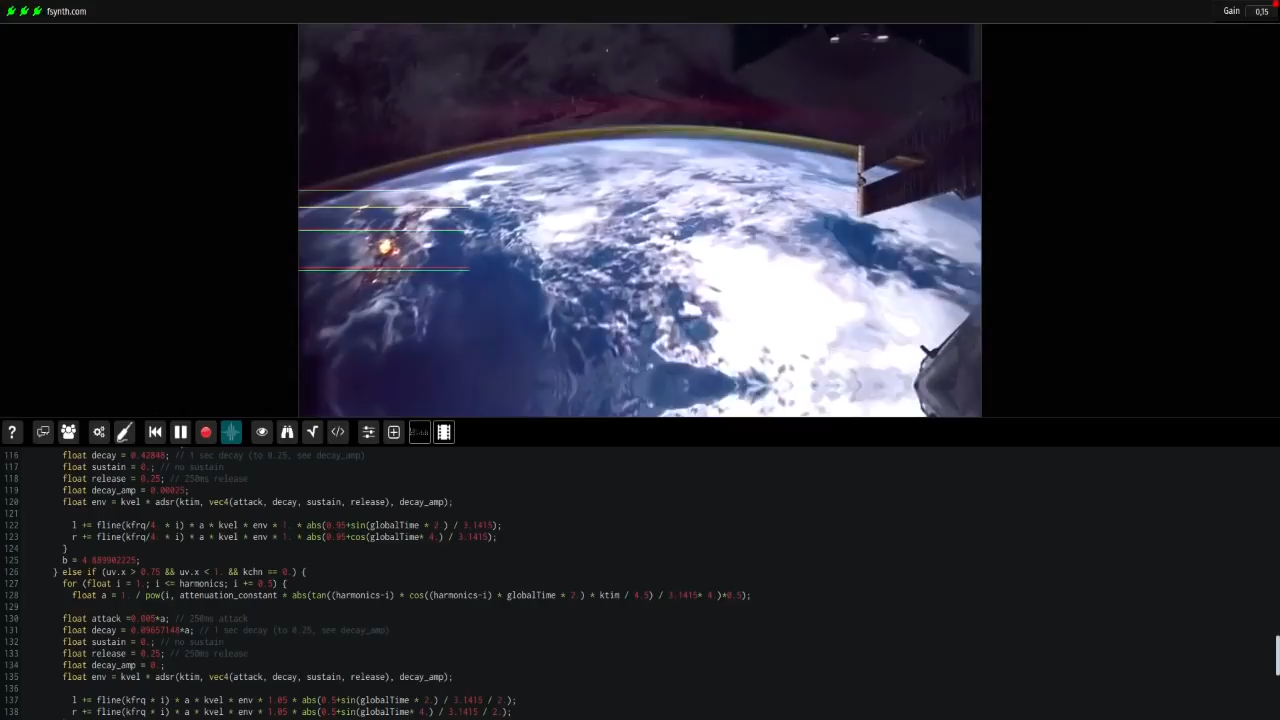 fsynth.com
Gain 0,15
116 float decay = 0.42848; // 1 sec decay (to 0.25, see decay_amp)
117 float sustain = 0.; // no sustain
118 float release = 0.25; // 250ms release
119 float decay_amp = 0.00025;
120 float env = kvel * adsr(ktim, vec4(attack, decay, sustain, release), decay_amp);
121
122 l += fline(kfrq/4. * i) * a * kvel * env * 1. * abs(0.95+sin(globalTime * 2.) / 3.1415);
123 r += fline(kfrq/4. * i) * a * kvel * env * 1. * abs(0.95+cos(globalTime* 4.) / 3.1415);
124 }
125 b = 4.889902225;
126 } else if (uv.x > 0.75 && uv.x < 1. && kchn == 0.) {
127 for (float i = 1.; i <= harmonics; i += 0.5) {
128 float a = 1. / pow(i, attenuation_constant * abs(tan((harmonics-i) * cos((harmonics-i) * globalTime * 2.) * ktim / 4.5) / 3.1415* 4.)*0.5);
129
130 float attack =0.005*a; // 250ms attack
131 float decay = 0.09657148*a; // 1 sec decay (to 0.25, see decay_amp)
132 float sustain = 0.; // no sustain
133 float release = 0.25; // 250ms release
134 float decay_amp = 0.;
135 float env = kvel * adsr(ktim, vec4(attack, decay, sustain, release), decay_amp);
136
137 l += fline(kfrq * i) * a * kvel * env * 1.05 * abs(0.5+sin(globalTime * 2.) / 3.1415 / 2.);
138 r += fline(kfrq * i) * a * kvel * env * 1.05 * abs(0.5+sin(globalTime* 4.) / 3.1415 / 2.);